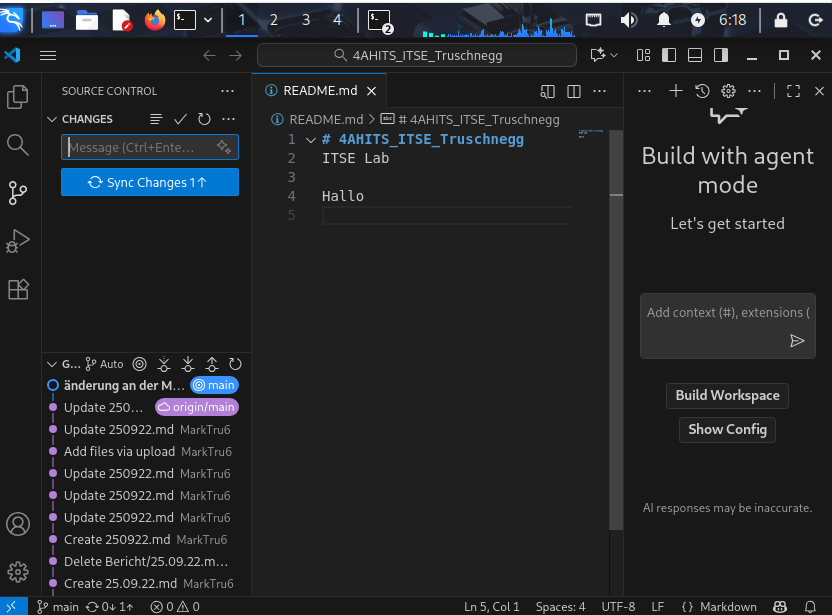 1
2
3
4
2
6:18
4AHITS_ITSE_Truschnegg
SOURCE CONTROL
CHANGES
Message (Ctrl+Ente...
Sync Changes 1↑
G...
Auto
änderung an der M...
main
Update 250...
origin/main
Update 250922.md MarkTru6
Add files via upload MarkTru6
Update 250922.md MarkTru6
Update 250922.md MarkTru6
Update 250922.md MarkTru6
Create 250922.md MarkTru6
Delete Bericht/25.09.22.m...
Create 25.09.22.md MarkTru6
README.md
README.md > # 4AHITS_ITSE_Truschnegg
1 # 4AHITS_ITSE_Truschnegg
2 ITSE Lab
3
4 Hallo
5
Build with agent
mode
Let's get started
Add context (#), extensions (
Build Workspace
Show Config
AI responses may be inaccurate.
main 0↓ 1↑ 0 0 Ln 5, Col 1 Spaces: 4 UTF-8 LF {} Markdown